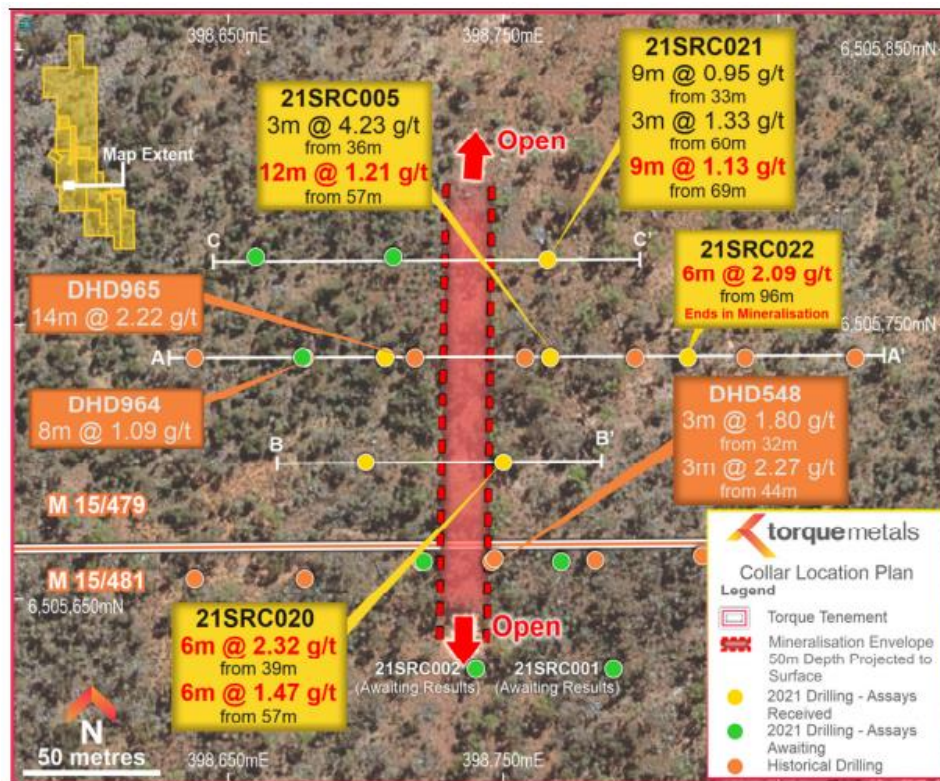 398,650mE
398,750mE
6,505,850mN
Map Extent
21SRC005
3m @ 4.23 g/t
from 36m
12m @ 1.21 g/t
from 57m
Open
21SRC021
9m @ 0.95 g/t
from 33m
3m @ 1.33 g/t
from 60m
9m @ 1.13 g/t
from 69m
C
C'
21SRC022
6m @ 2.09 g/t
from 96m
Ends in Mineralisation
DHD965
14m @ 2.22 g/t
6,505,750mN
A
A'
DHD964
8m @ 1.09 g/t
DHD548
3m @ 1.80 g/t
from 32m
3m @ 2.27 g/t
from 44m
B
B'
M 15/479
M 15/481
6,505,650mN
21SRC020
6m @ 2.32 g/t
from 39m
6m @ 1.47 g/t
from 57m
Open
21SRC002
(Awaiting Results)
21SRC001
(Awaiting Results)
N
50 metres
398,650mE
398,750mE
torquemetals
Collar Location Plan
Legend
Torque Tenement
Mineralisation Envelope
50m Depth Projected to
Surface
2021 Drilling - Assays
Received
2021 Drilling - Assays
Awaiting
Historical Drilling